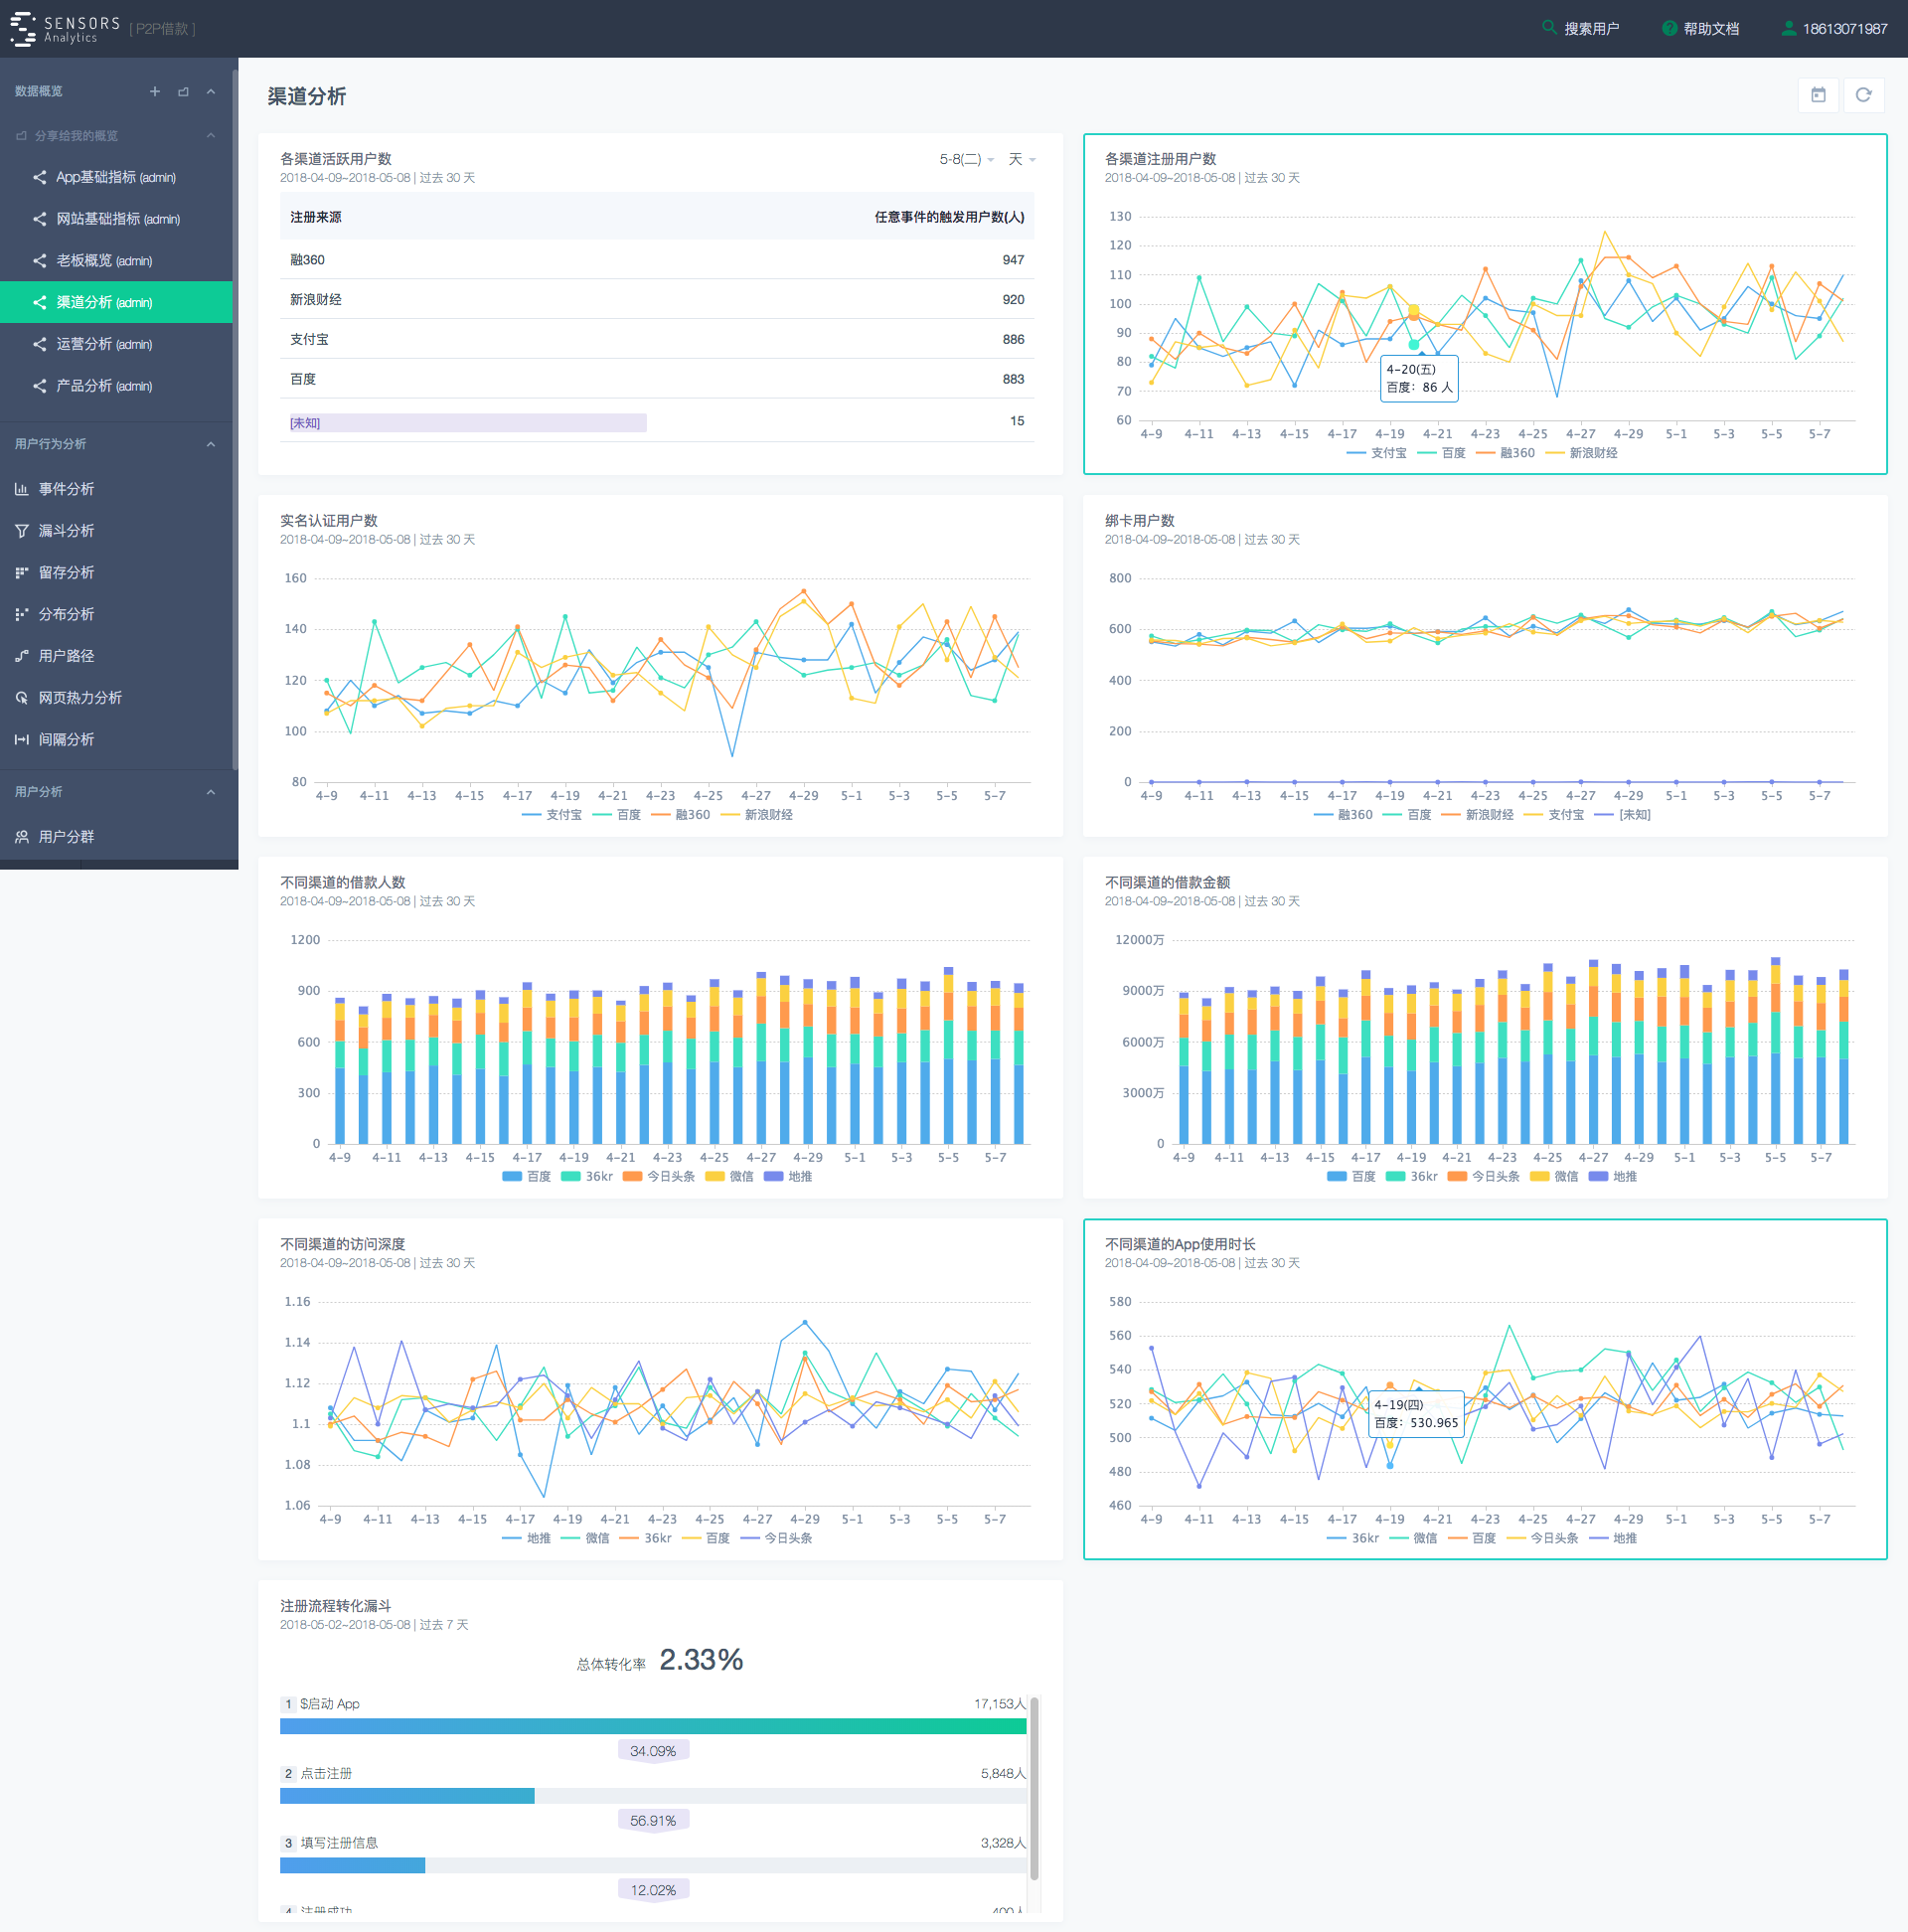 SENSORS
Analytics
[ P2P借款 ]
搜索用户
帮助文档
18613071987
数据概览
分享给我的概览
App基础指标 (admin)
网站基础指标 (admin)
老板概览 (admin)
渠道分析 (admin)
运营分析 (admin)
产品分析 (admin)
用户行为分析
事件分析
漏斗分析
留存分析
分布分析
用户路径
网页热力分析
间隔分析
用户分析
用户分群
渠道分析
各渠道活跃用户数
5-8(二) 天
2018-04-09~2018-05-08 | 过去 30 天
注册来源 任意事件的触发用户数(人)
融360 947
新浪财经 920
支付宝 886
百度 883
[未知] 15
各渠道注册用户数
2018-04-09~2018-05-08 | 过去 30 天
130
120
110
100
90
80
70
60
4-20(五)
百度: 86 人
4-9 4-11 4-13 4-15 4-17 4-19 4-21 4-23 4-25 4-27 4-29 5-1 5-3 5-5 5-7
支付宝 百度 融360 新浪财经
实名认证用户数
2018-04-09~2018-05-08 | 过去 30 天
160
140
120
100
80
4-9 4-11 4-13 4-15 4-17 4-19 4-21 4-23 4-25 4-27 4-29 5-1 5-3 5-5 5-7
支付宝 百度 融360 新浪财经
绑卡用户数
2018-04-09~2018-05-08 | 过去 30 天
800
600
400
200
0
4-9 4-11 4-13 4-15 4-17 4-19 4-21 4-23 4-25 4-27 4-29 5-1 5-3 5-5 5-7
融360 百度 新浪财经 支付宝 [未知]
不同渠道的借款人数
2018-04-09~2018-05-08 | 过去 30 天
1200
900
600
300
0
4-9 4-11 4-13 4-15 4-17 4-19 4-21 4-23 4-25 4-27 4-29 5-1 5-3 5-5 5-7
百度 36kr 今日头条 微信 地推
不同渠道的借款金额
2018-04-09~2018-05-08 | 过去 30 天
12000万
9000万
6000万
3000万
0
4-9 4-11 4-13 4-15 4-17 4-19 4-21 4-23 4-25 4-27 4-29 5-1 5-3 5-5 5-7
百度 36kr 今日头条 微信 地推
不同渠道的访问深度
2018-04-09~2018-05-08 | 过去 30 天
1.16
1.14
1.12
1.1
1.08
1.06
4-9 4-11 4-13 4-15 4-17 4-19 4-21 4-23 4-25 4-27 4-29 5-1 5-3 5-5 5-7
地推 微信 36kr 百度 今日头条
不同渠道的App使用时长
2018-04-09~2018-05-08 | 过去 30 天
580
560
540
520
500
480
460
4-19(四)
百度: 530.965
4-9 4-11 4-13 4-15 4-17 4-19 4-21 4-23 4-25 4-27 4-29 5-1 5-3 5-5 5-7
36kr 微信 百度 今日头条 地推
注册流程转化漏斗
2018-05-02~2018-05-08 | 过去 7 天
总体转化率 2.33%
1 $启动 App 17,153人
34.09%
2 点击注册 5,848人
56.91%
3 填写注册信息 3,328人
12.02%
4 注册成功 400人